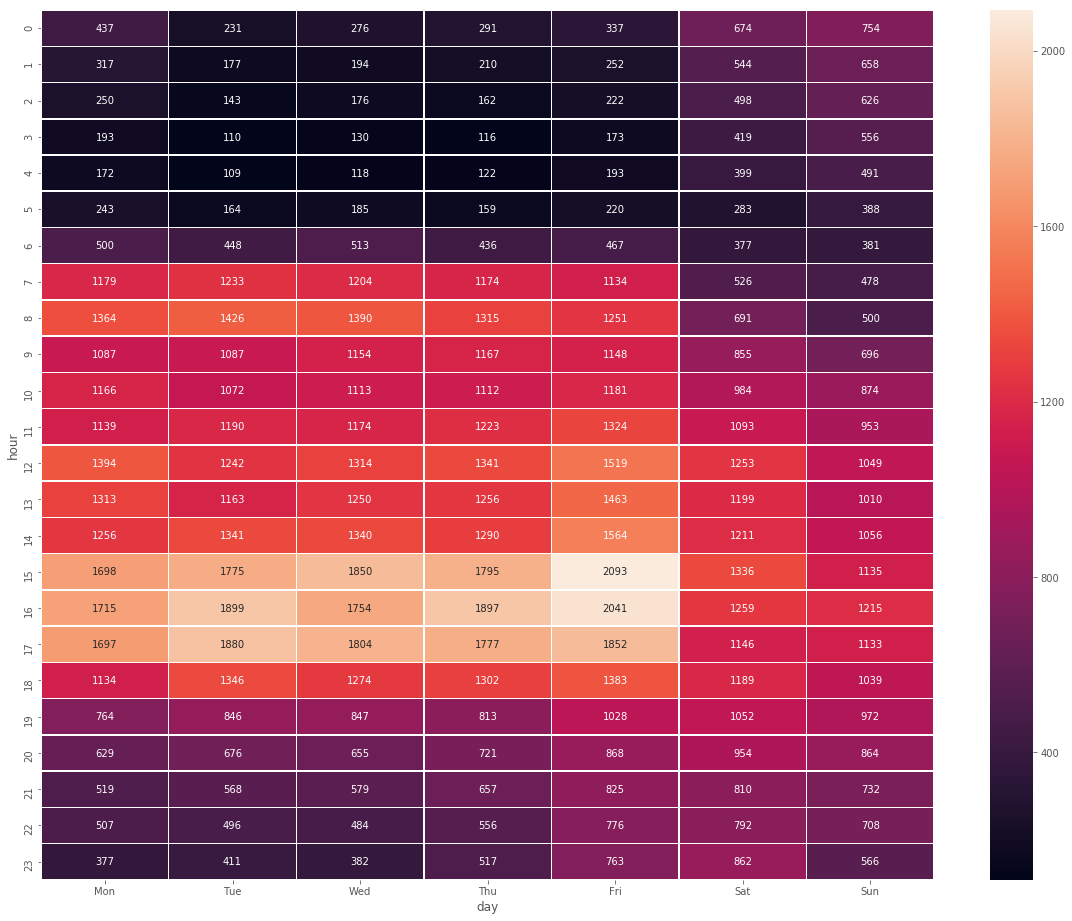 0 437 231 276 291 337 674 754
2000
1 317 177 194 210 252 544 658
2 250 143 176 162 222 498 626
3 193 110 130 116 173 419 556
4 172 109 118 122 193 399 491
5 243 164 185 159 220 283 388
1600
6 500 448 513 436 467 377 381
7 1179 1233 1204 1174 1134 526 478
8 1364 1426 1390 1315 1251 691 500
9 1087 1087 1154 1167 1148 855 696
10 1166 1072 1113 1112 1181 984 874
1200
11 1139 1190 1174 1223 1324 1093 953
hour
12 1394 1242 1314 1341 1519 1253 1049
13 1313 1163 1250 1256 1463 1199 1010
14 1256 1341 1340 1290 1564 1211 1056
15 1698 1775 1850 1795 2093 1336 1135
800
16 1715 1899 1754 1897 2041 1259 1215
17 1697 1880 1804 1777 1852 1146 1133
18 1134 1346 1274 1302 1383 1189 1039
19 764 846 847 813 1028 1052 972
20 629 676 655 721 868 954 864
400
21 519 568 579 657 825 810 732
22 507 496 484 556 776 792 708
23 377 411 382 517 763 862 566
Mon Tue Wed Thu Fri Sat Sun
day